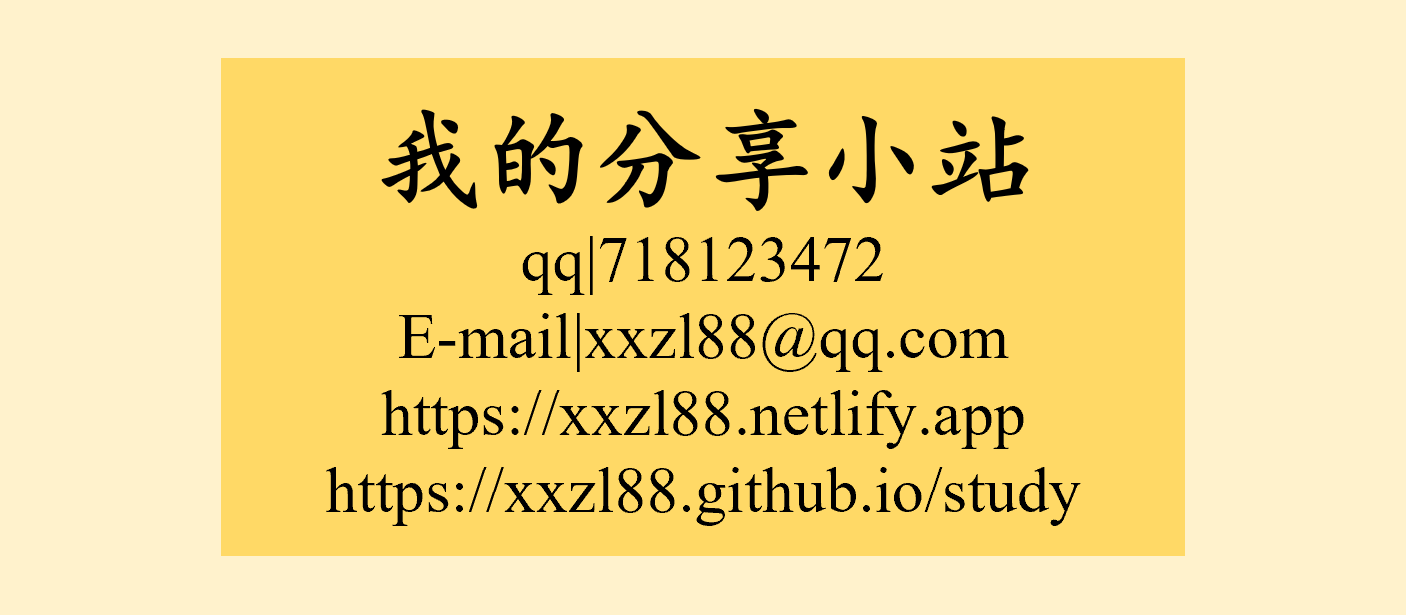 我的分享小站
qq|718123472
E-mail|xxzl88@qq.com
https://xxzl88.netlify.app
https://xxzl88.github.io/study